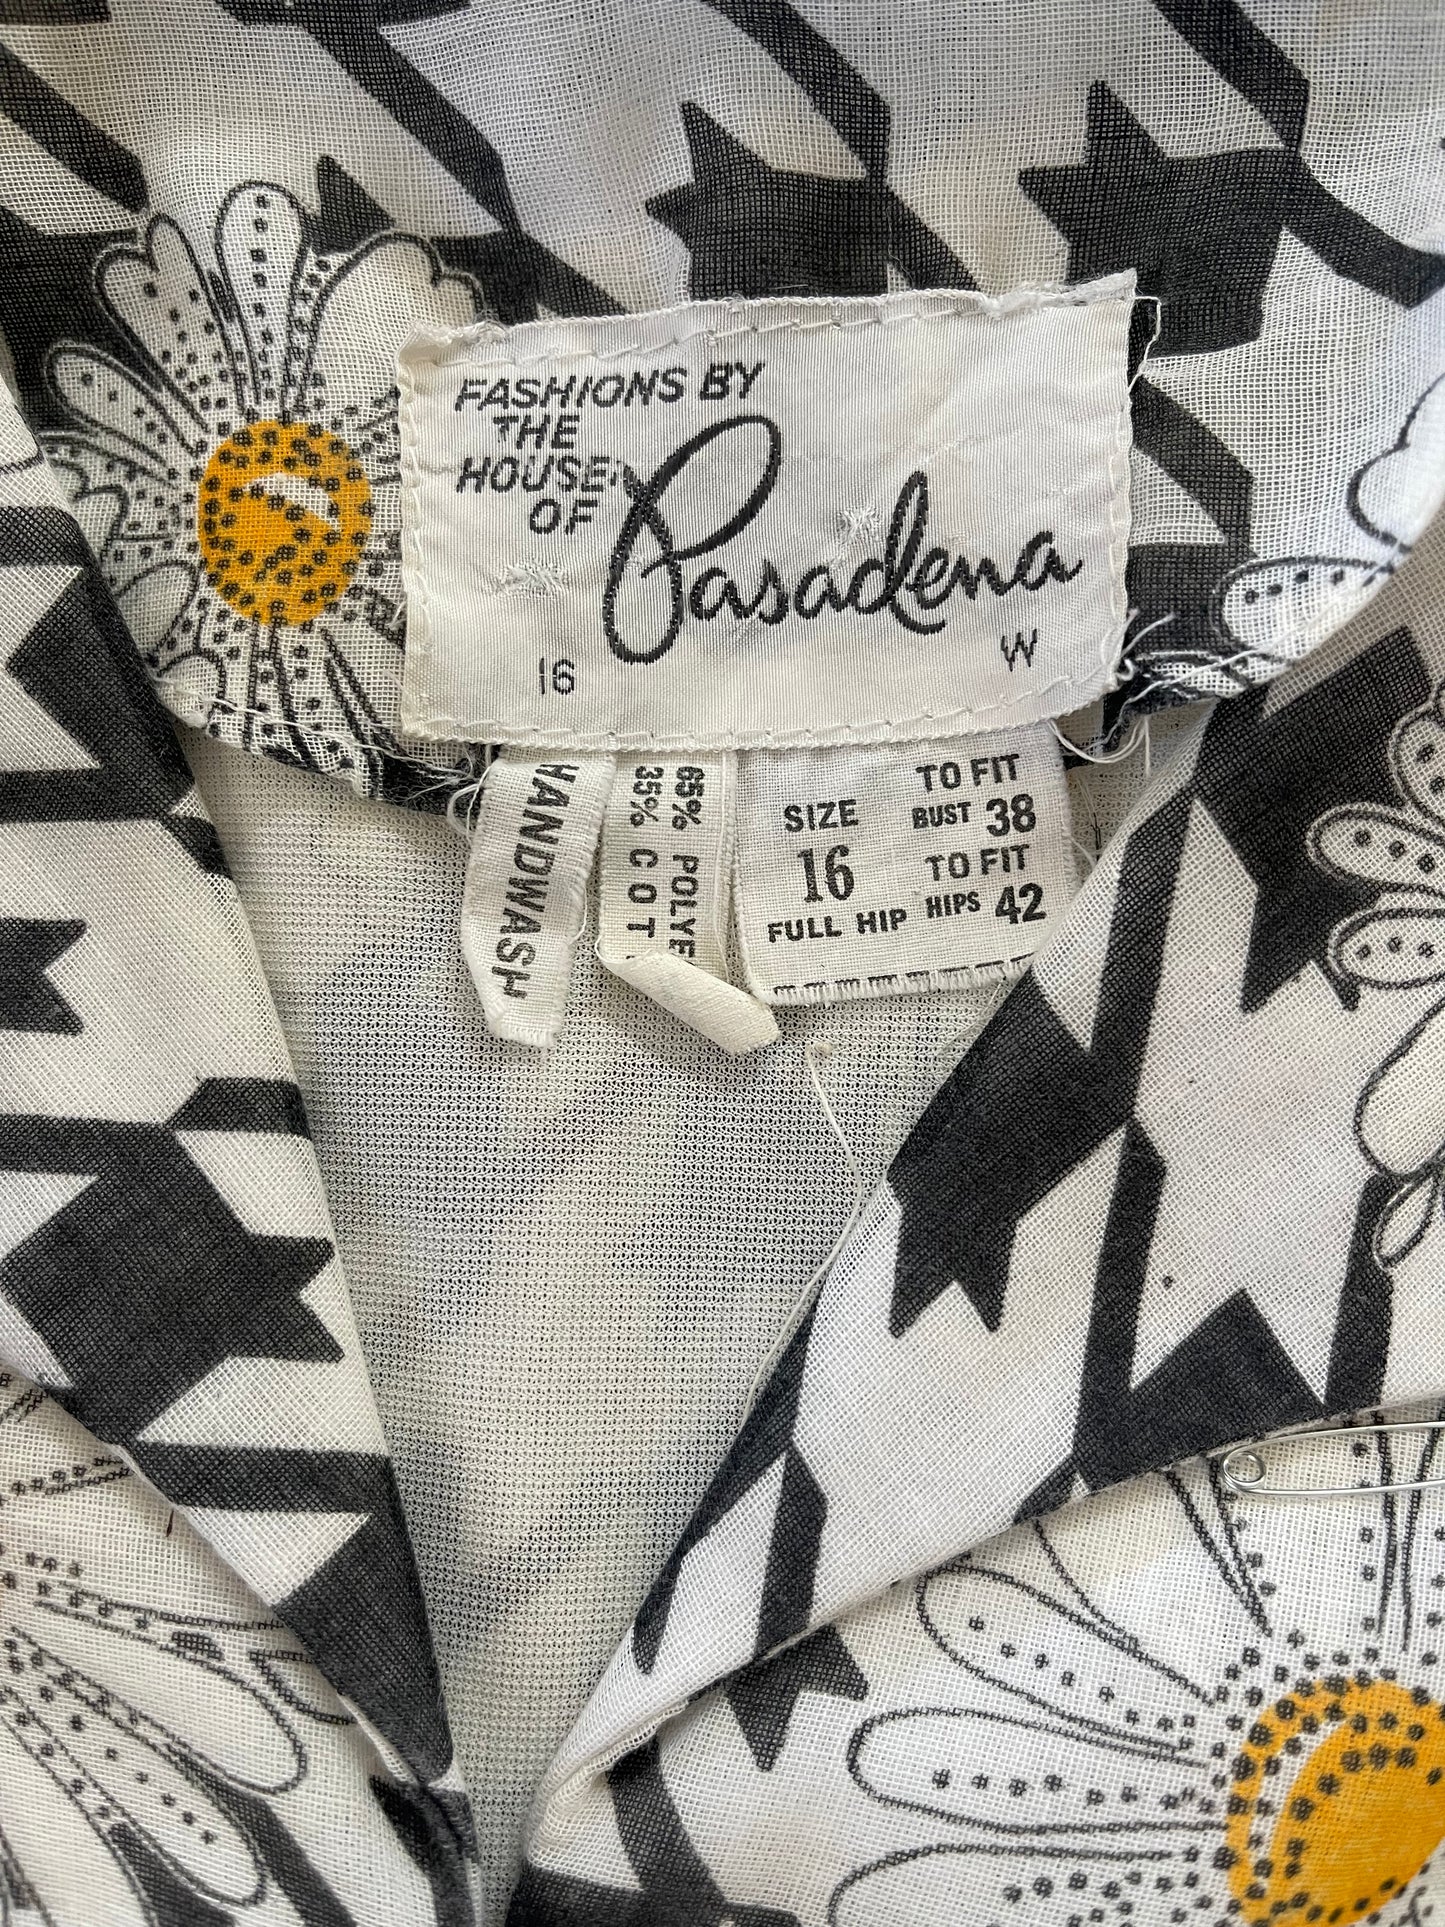 FASHIONS BY
THE
HOUSE
OF
Pasadena
16
W
HANDWASH
65% POLYE
35% COT
SIZE
16
FULL HIP
TO FIT
BUST 38
TO FIT
HIPS 42